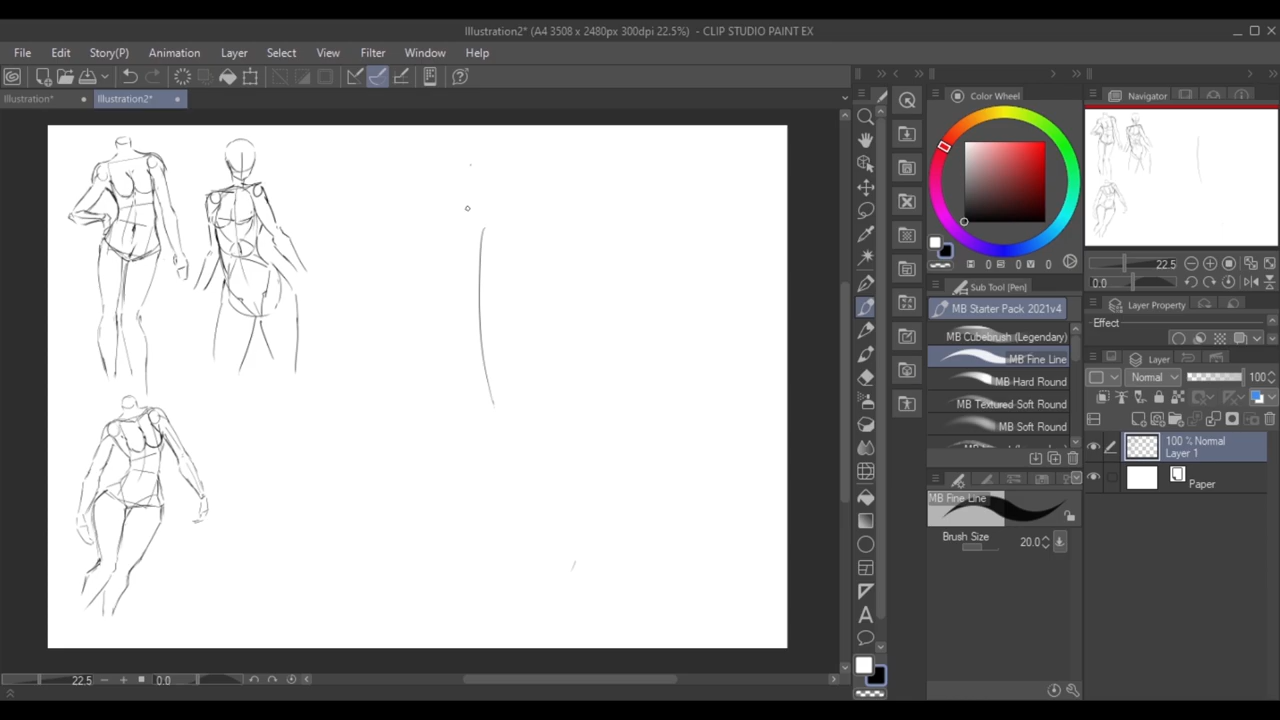 Illustration2* (A4 3508 x 2480px 300dpi 22.5%) - CLIP STUDIO PAINT EX
File Edit Story(P) Animation Layer Select View Filter Window Help
Illustration* Illustration2*
Color Wheel
Navigator
0 0 V 0
22.5
0.0
Sub Tool [Pen]
MB Starter Pack 2021v4
MB Cubebrush (Legendary)
MB Fine Line
MB Hard Round
MB Textured Soft Round
MB Soft Round
Layer Property
Effect
Layer
Normal 100
100 % Normal
Layer 1
Paper
MB Fine Line
Brush Size 20.0
A
22.5 0.0